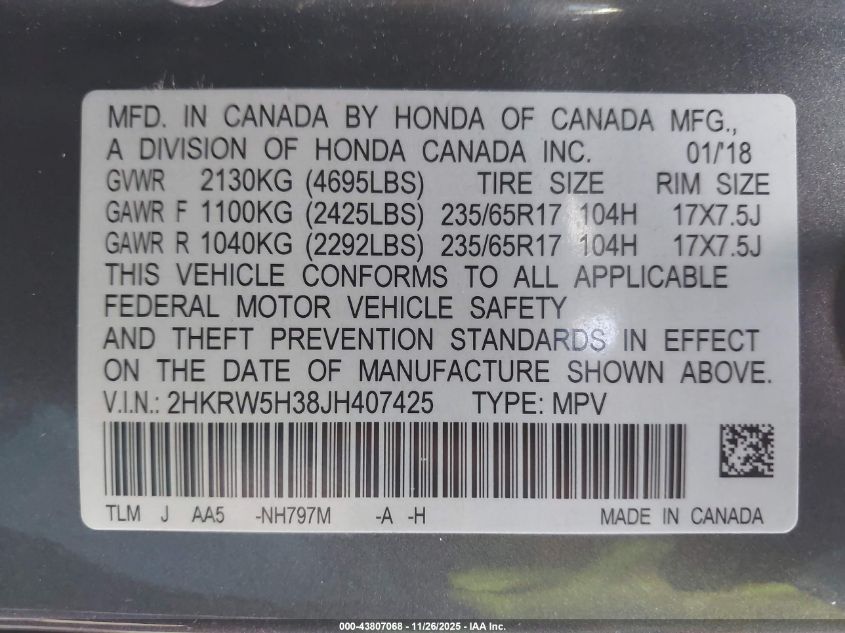 MFD. IN CANADA BY HONDA OF CANADA MFG.,
A DIVISION OF HONDA CANADA INC. 01/'18
GVWR 2130KG (4695LBS) TIRE SIZE RIM SIZE
GAWR F 1100KG (2425LBS) 235/65R17 104H 17X7.5J
GAWR R 1040KG (2292LBS) 235/65R17 104H 17X7.5J
THIS VEHICLE CONFORMS TO ALL APPLICABLE
FEDERAL MOTOR VEHICLE SAFETY
AND THEFT PREVENTION STANDARDS IN EFFECT
ON THE DATE OF MANUFACTURE SHOWN ABOVE.
V.I.N.: 2HKRW5H38JH407425 TYPE: MPV
TLM J AA5 -NH797M -A -H MADE IN CANADA
000-43807068 - 11/26/2025 - IAA Inc.